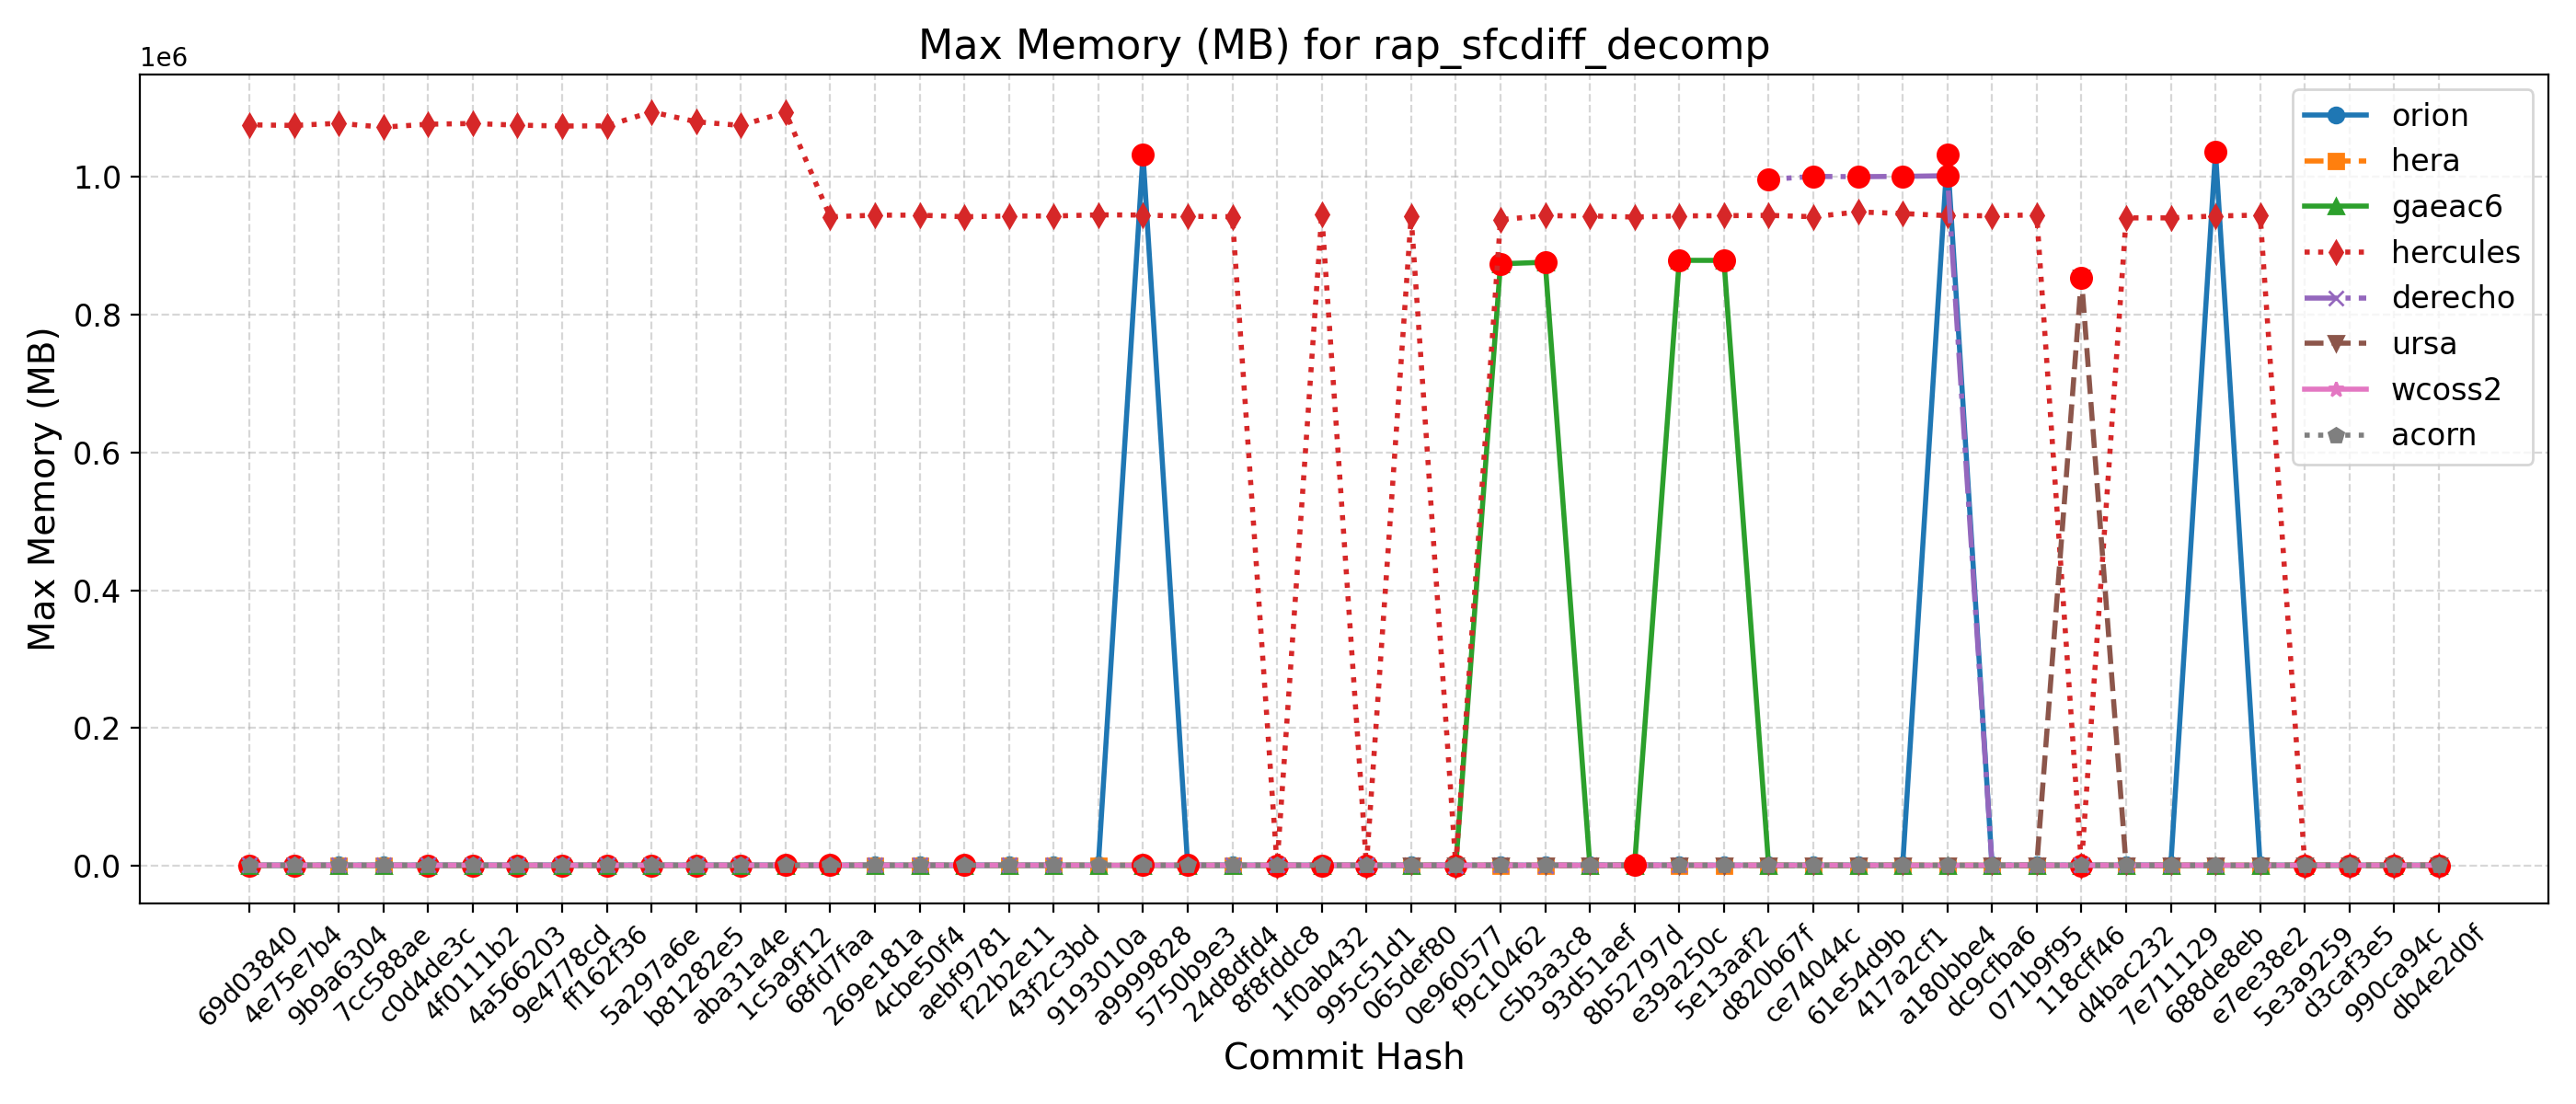 Max Memory (MB) for rap_sfcdiff_decomp
1e6
1.0
0.8
0.6
0.4
0.2
0.0
Max Memory (MB)
orion
hera
gaeac6
hercules
derecho
ursa
wcoss2
acorn
69d03840
4e75e7b4
9b9a6304
7cc588ae
c0d4de3c
4f0111b2
4a566203
9e4778cd
ff162f36
5a297a6e
b81282e5
aba31a4e
1c5a9f12
68fd7faa
269e181a
4cbe50f4
aebf9781
f22b2e11
43f2c3bd
9193010a
a9999828
5750b9e3
24d8dfd4
8f8fddc8
1f0ab432
995c51d1
065def80
0e960577
f9c10462
c5b3a3c8
93d51aef
8b52797d
e39a250c
5e13aaf2
d820b67f
ce74044c
61e54d9b
417a2cf1
a180bbe4
dc9cfba6
071b9f95
118cff46
d4bac232
7e711129
688de8eb
e7ee38e2
5e3a9259
d3caf3e5
990ca94c
db4e2d0f
Commit Hash